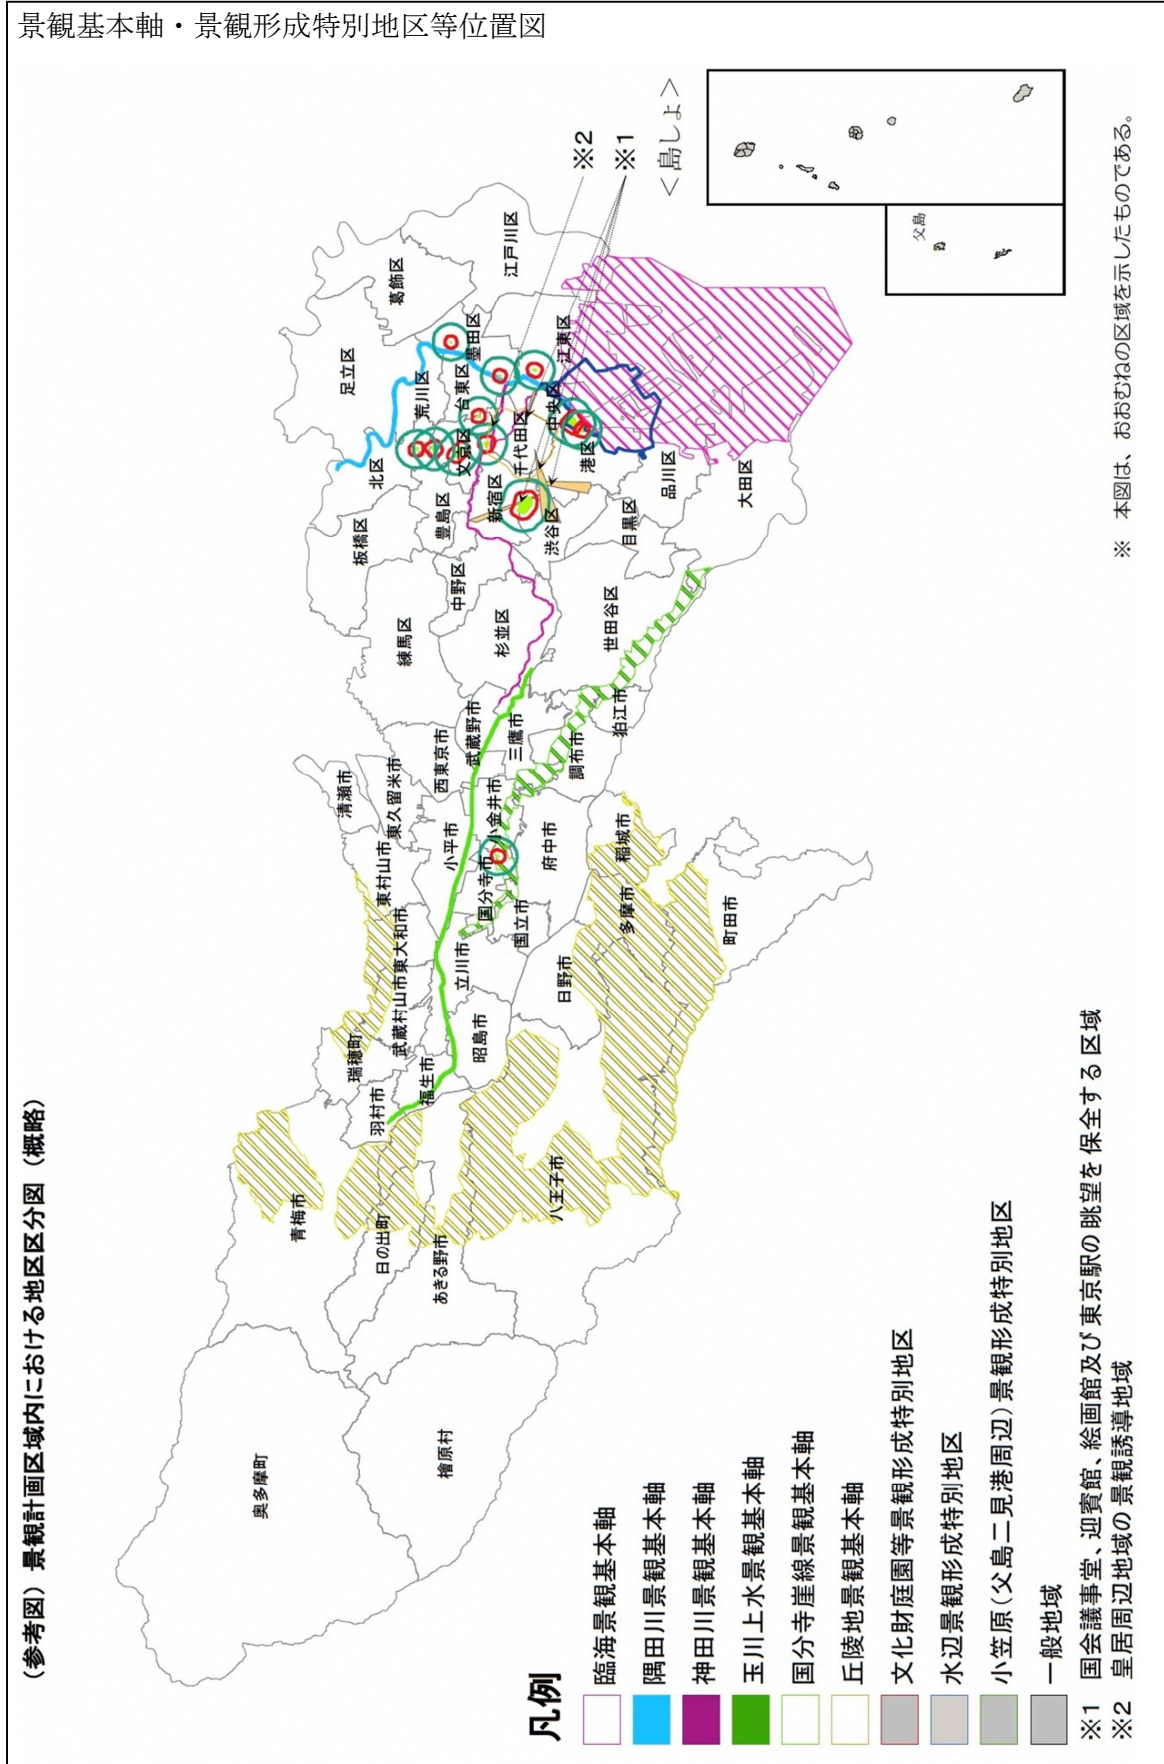 景観基本軸・景観形成特別地区等位置図
(参考図) 景観計画区域内における地区区分図 (概略)
奥多摩町
檜原村
青梅市
日の出町
あきる野市
八王子市
羽村市
瑞穂町
福生市
武蔵村山市
昭島市
東大和市
立川市
日野市
東村山市
国分寺市
国立市
多摩市
町田市
清瀬市
東久留米市
小平市
小金井市
府中市
稲城市
西東京市
武蔵野市
三鷹市
調布市
狛江市
練馬区
杉並区
世田谷区
板橋区
中野区
豊島区
新宿区
渋谷区
目黒区
北区
文京区
千代田区
港区
品川区
大田区
足立区
荒川区
台東区
中央区
葛飾区
墨田区
江東区
江戸川区
※2
※1
<島しょ>
父島
凡例
臨海景観基本軸
隅田川景観基本軸
神田川景観基本軸
玉川上水景観基本軸
国分寺崖線景観基本軸
丘陵地景観基本軸
文化財庭園等景観形成特別地区
水辺景観形成特別地区
小笠原(父島二見港周辺)景観形成特別地区
一般地域
※1 国会議事堂、迎賓館、絵画館及び東京駅の眺望を保全する区域
※2 皇居周辺地域の景観誘導地域
※ 本図は、おおむねの区域を示したものである。